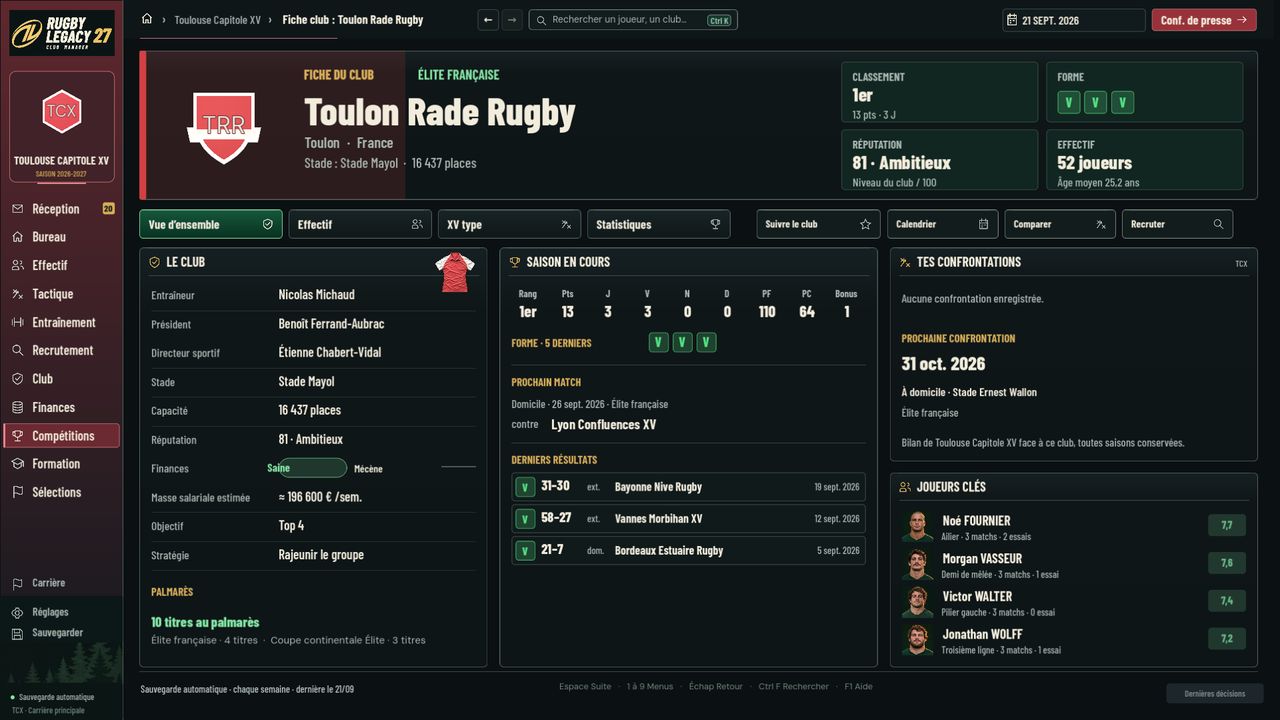 RUGBY
LEGACY 27
CLUB MANAGER
Toulouse Capitole XV › Fiche club : Toulon Rade Rugby
← →
Rechercher un joueur, un club... Ctrl K
21 SEPT. 2026
Conf. de presse →
TCX
TOULOUSE CAPITOLE XV
SAISON 2026-2027
Réception 20
Bureau
Effectif
Tactique
Entraînement
Recrutement
Club
Finances
Compétitions
Formation
Sélections
Carrière
Réglages
Sauvegarder
Sauvegarde automatique
TCX · Carrière principale
TRR
FICHE DU CLUB ÉLITE FRANÇAISE
Toulon Rade Rugby
Toulon · France
Stade : Stade Mayol · 16 437 places
CLASSEMENT
1er
13 pts · 3 J
FORME
V V V
RÉPUTATION
81 · Ambitieux
Niveau du club / 100
EFFECTIF
52 joueurs
Âge moyen 25,2 ans
Vue d'ensemble
Effectif
XV type
Statistiques
Suivre le club
Calendrier
Comparer
Recruter
LE CLUB
Entraîneur Nicolas Michaud
Président Benoît Ferrand-Aubrac
Directeur sportif Étienne Chabert-Vidal
Stade Stade Mayol
Capacité 16 437 places
Réputation 81 · Ambitieux
Finances Saine Mécène
Masse salariale estimée ≈ 196 600 € /sem.
Objectif Top 4
Stratégie Rajeunir le groupe
PALMARÈS
10 titres au palmarès
Élite française · 4 titres · Coupe continentale Élite · 3 titres
SAISON EN COURS
Rang Pts J V N D PF PC Bonus
1er 13 3 3 0 0 110 64 1
FORME · 5 DERNIERS V V V
PROCHAIN MATCH
Domicile · 26 sept. 2026 · Élite française
contre Lyon Confluences XV
DERNIERS RÉSULTATS
V 31-30 ext. Bayonne Nive Rugby 19 sept. 2026
V 58-27 ext. Vannes Morbihan XV 12 sept. 2026
V 21-7 dom. Bordeaux Estuaire Rugby 5 sept. 2026
TES CONFRONTATIONS TCX
Aucune confrontation enregistrée.
PROCHAINE CONFRONTATION
31 oct. 2026
À domicile · Stade Ernest Wallon
Élite française
Bilan de Toulouse Capitole XV face à ce club, toutes saisons conservées.
JOUEURS CLÉS
Noé FOURNIER 7,7
Ailier · 3 matchs · 2 essais
Morgan VASSEUR 7,6
Demi de mêlée · 3 matchs · 1 essai
Victor WALTER 7,4
Pilier gauche · 3 matchs · 0 essai
Jonathan WOLFF 7,2
Troisième ligne · 3 matchs · 1 essai
Sauvegarde automatique · chaque semaine · dernière le 21/09
Espace Suite · 1 à 9 Menus · Échap Retour · Ctrl F Rechercher · F1 Aide
Dernières décisions